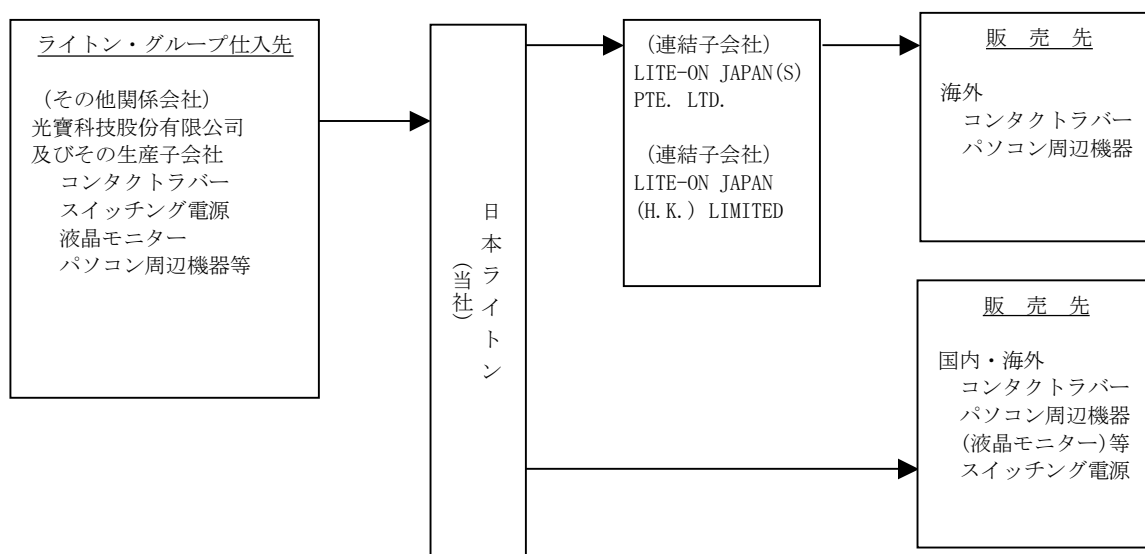 ライトン・グループ仕入先
(その他関係会社)
光寶科技股份有限公司
及びその生産子会社
コンタクトラバー
スイッチング電源
液晶モニター
パソコン周辺機器等
日本ライトン
(当社)
(連結子会社)
LITE-ON JAPAN(S)
PTE. LTD.
(連結子会社)
LITE-ON JAPAN
(H.K.) LIMITED
販 売 先
海外
コンタクトラバー
パソコン周辺機器
販 売 先
国内・海外
コンタクトラバー
パソコン周辺機器
(液晶モニター)等
スイッチング電源